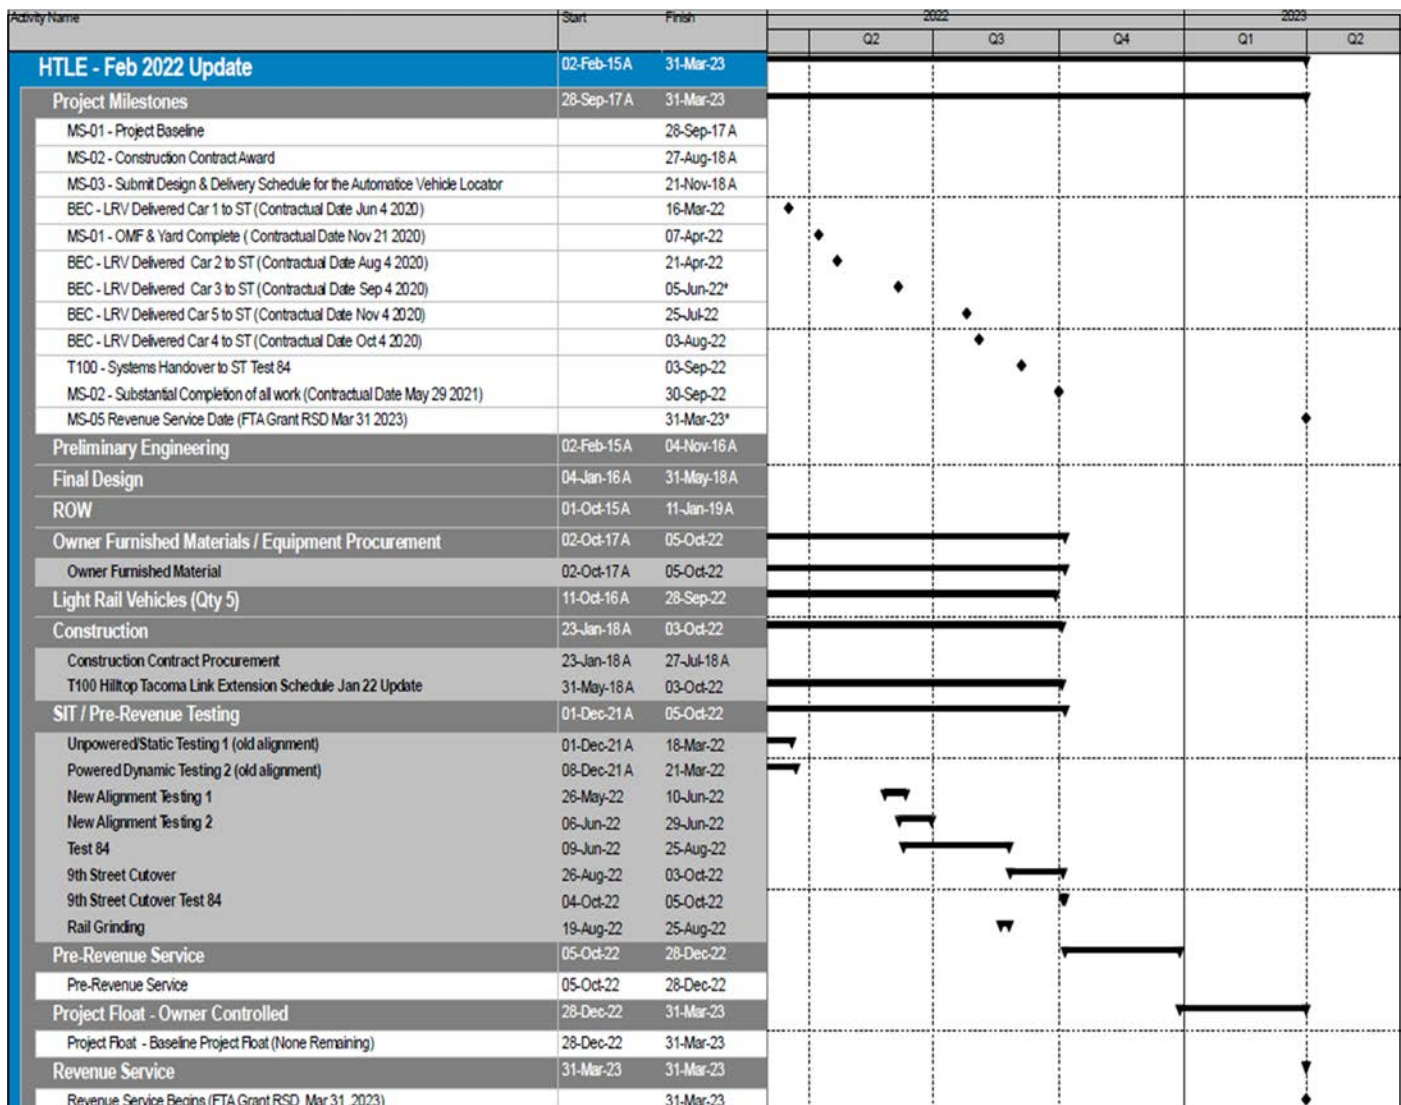 Activity Name Start Finish 2022 2023
Q2 Q3 Q4 Q1 Q2
HTLE - Feb 2022 Update 02-Feb-15 A 31-Mar-23
Project Milestones 28-Sep-17 A 31-Mar-23
MS-01 - Project Baseline 28-Sep-17 A
MS-02 - Construction Contract Award 27-Aug-18 A
MS-03 - Submit Design & Delivery Schedule for the Automatice Vehicle Locator 21-Nov-18 A
BEC - LRV Delivered Car 1 to ST (Contractual Date Jun 4 2020) 16-Mar-22
MS-01 - OMF & Yard Complete ( Contractual Date Nov 21 2020) 07-Apr-22
BEC - LRV Delivered Car 2 to ST (Contractual Date Aug 4 2020) 21-Apr-22
BEC - LRV Delivered Car 3 to ST (Contractual Date Sep 4 2020) 05-Jun-22*
BEC - LRV Delivered Car 5 to ST (Contractual Date Nov 4 2020) 25-Jul-22
BEC - LRV Delivered Car 4 to ST (Contractual Date Oct 4 2020) 03-Aug-22
T100 - Systems Handover to ST Test 84 03-Sep-22
MS-02 - Substantial Completion of all work (Contractual Date May 29 2021) 30-Sep-22
MS-05 Revenue Service Date (FTA Grant RSD Mar 31 2023) 31-Mar-23*
Preliminary Engineering 02-Feb-15 A 04-Nov-16 A
Final Design 04-Jan-16 A 31-May-18 A
ROW 01-Oct-15 A 11-Jan-19 A
Owner Furnished Materials / Equipment Procurement 02-Oct-17 A 05-Oct-22
Owner Furnished Material 02-Oct-17 A 05-Oct-22
Light Rail Vehicles (Qty 5) 11-Oct-16 A 28-Sep-22
Construction 23-Jan-18 A 03-Oct-22
Construction Contract Procurement 23-Jan-18 A 27-Jul-18 A
T100 Hilltop Tacoma Link Extension Schedule Jan 22 Update 31-May-18 A 03-Oct-22
SIT / Pre-Revenue Testing 01-Dec-21 A 05-Oct-22
Unpowered/Static Testing 1 (old alignment) 01-Dec-21 A 18-Mar-22
Powered Dynamic Testing 2 (old alignment) 08-Dec-21 A 21-Mar-22
New Alignment Testing 1 26-May-22 10-Jun-22
New Alignment Testing 2 06-Jun-22 29-Jun-22
Test 84 09-Jun-22 25-Aug-22
9th Street Cutover 26-Aug-22 03-Oct-22
9th Street Cutover Test 84 04-Oct-22 05-Oct-22
Rail Grinding 19-Aug-22 25-Aug-22
Pre-Revenue Service 05-Oct-22 28-Dec-22
Pre-Revenue Service 05-Oct-22 28-Dec-22
Project Float - Owner Controlled 28-Dec-22 31-Mar-23
Project Float - Baseline Project Float (None Remaining) 28-Dec-22 31-Mar-23
Revenue Service 31-Mar-23 31-Mar-23
Revenue Service Begins (FTA Grant RSD Mar 31, 2023) 31-Mar-23